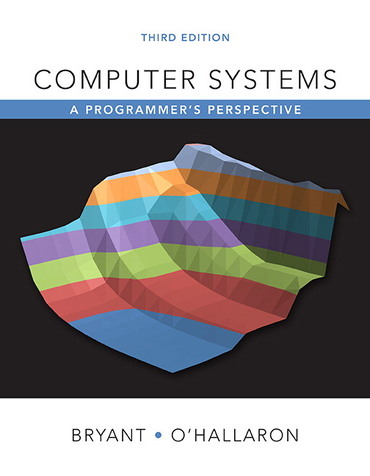 THIRD EDITION
COMPUTER SYSTEMS
A PROGRAMMER'S PERSPECTIVE
BRYANT • O'HALLARON